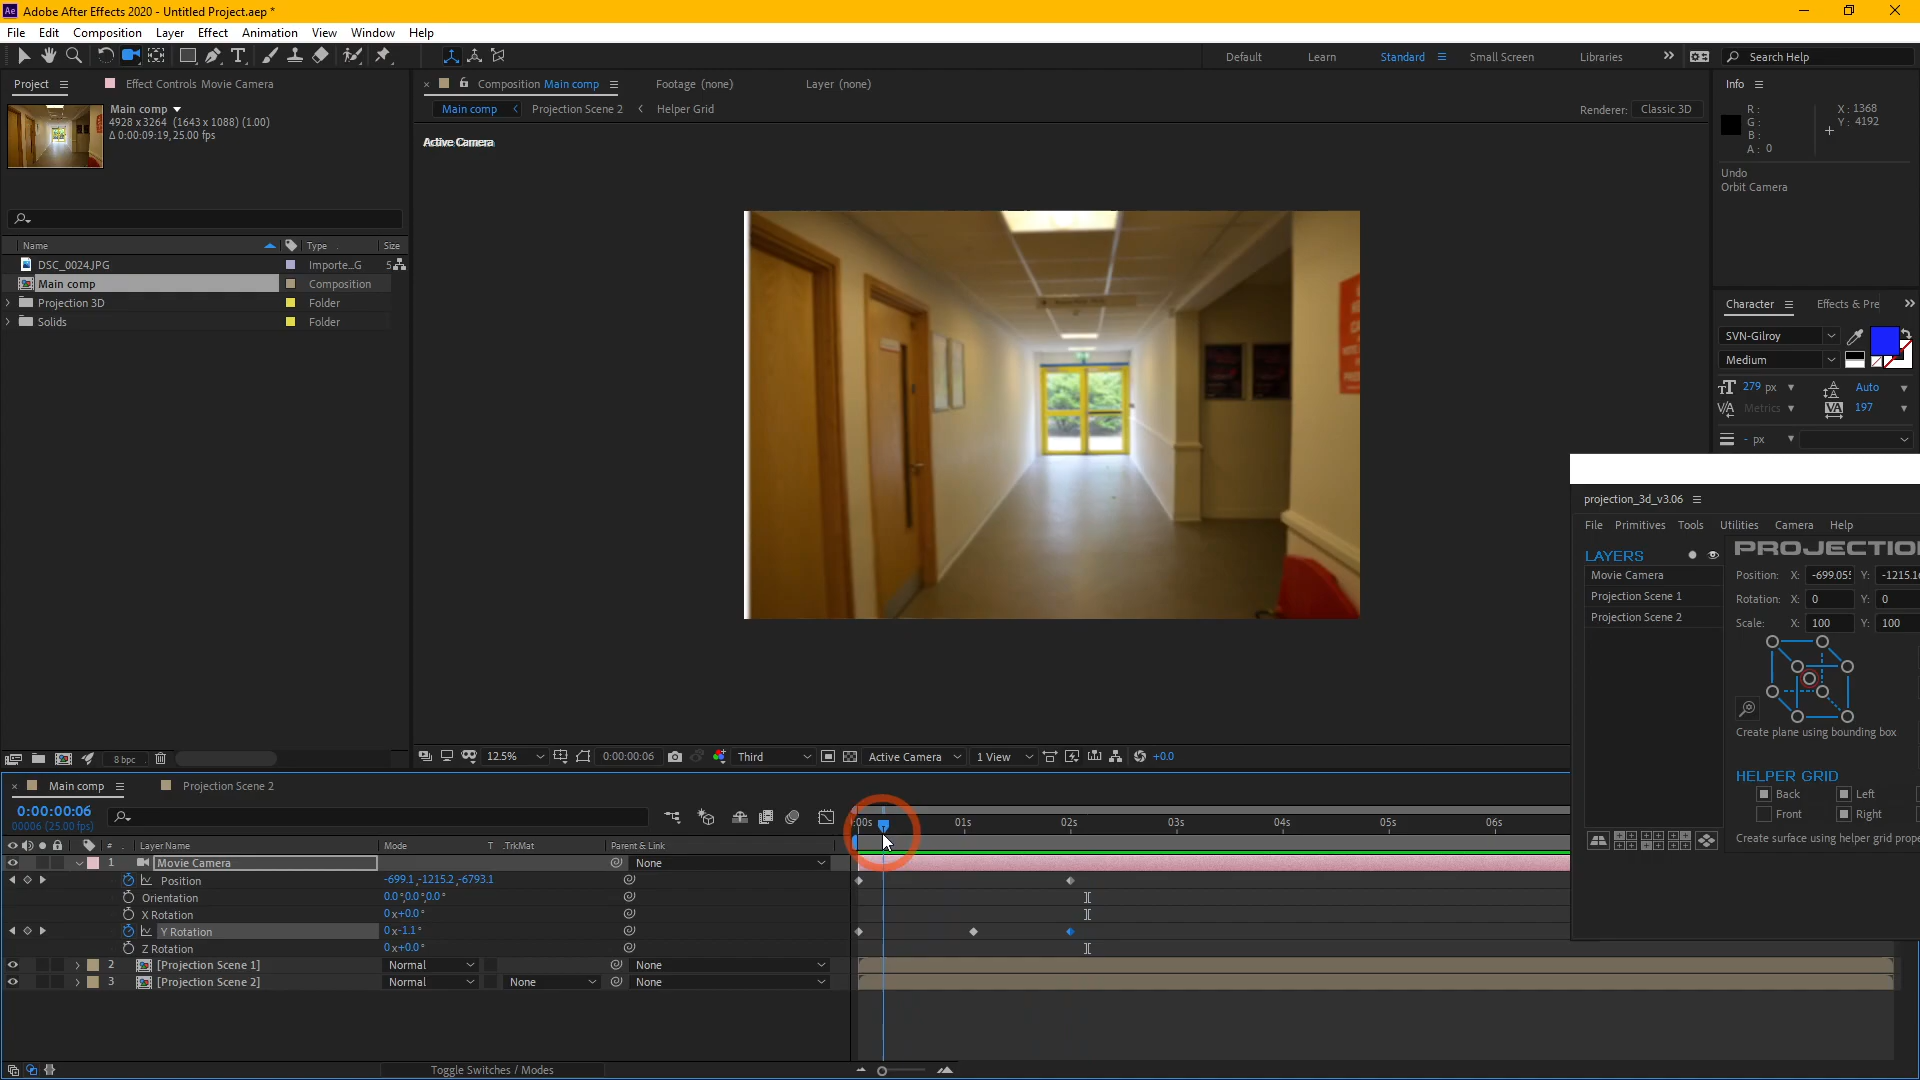 Adobe After Effects 2020 - Untitled Project.aep *
File Edit Composition Layer Effect Animation View Window Help
Default Learn Standard Small Screen Libraries Search Help
Project Effect Controls Movie Camera
Composition Main comp Footage (none) Layer (none)
Info
Main comp
4928 x 3264 (1643 x 1088) (1.00)
Δ 0:00:09:19, 25.00 fps
Main comp Projection Scene 2 Helper Grid
Renderer: Classic 3D
R: X: 1368
G: Y: 4192
B:
A: 0
Active Camera
Undo
Orbit Camera
Name Type Size
DSC_0024.JPG Importe...G 5
Main comp Composition
Projection 3D Folder
Solids Folder
Character Effects & Pre
SVN-Gilroy
Medium
279 px Auto
Metrics 197
- px
projection_3d_v3.06
File Primitives Tools Utilities Camera Help
LAYERS
PROJECTIO
Movie Camera
Projection Scene 1
Projection Scene 2
Position: X: -699.05 Y: -1215.1
Rotation: X: 0 Y: 0
Scale: X: 100 Y: 100
Create plane using bounding box
HELPER GRID
Back Left
Front Right
Create surface using helper grid prope
8 bpc
12.5% 0:00:00:06 Third Active Camera 1 View +0.0
Main comp Projection Scene 2
0:00:00:06
00006 (25.00 fps)
:00s 01s 02s 03s 04s 05s 06s
# Layer Name Mode T .TrkMat Parent & Link
1 Movie Camera None
Position -699.1,-1215.2,-6793.1
Orientation 0.0°,0.0°,0.0°
X Rotation 0x+0.0°
Y Rotation 0x-1.1°
Z Rotation 0x+0.0°
2 [Projection Scene 1] Normal None
3 [Projection Scene 2] Normal None None
Toggle Switches / Modes